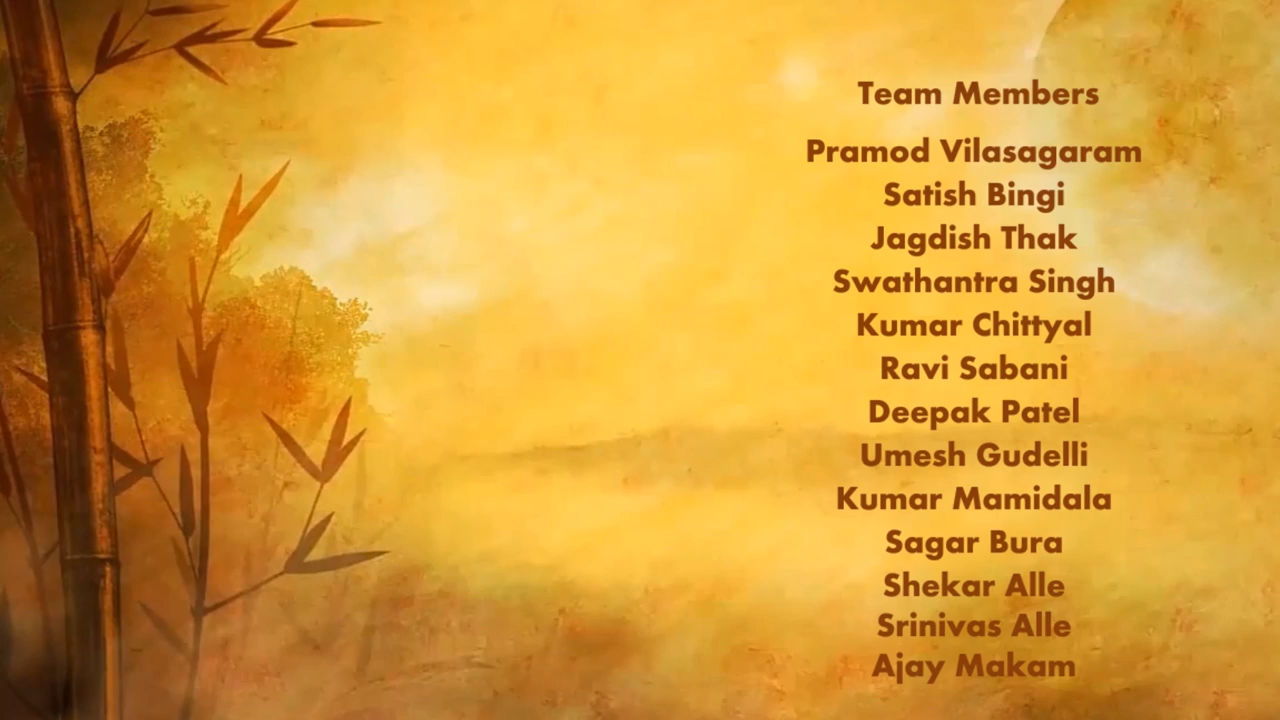 Team Members
Pramod Vilasagaram
Satish Bingi
Jagdish Thak
Swathantra Singh
Kumar Chittyal
Ravi Sabani
Deepak Patel
Umesh Gudelli
Kumar Mamidala
Sagar Bura
Shekar Alle
Srinivas Alle
Ajay Makam